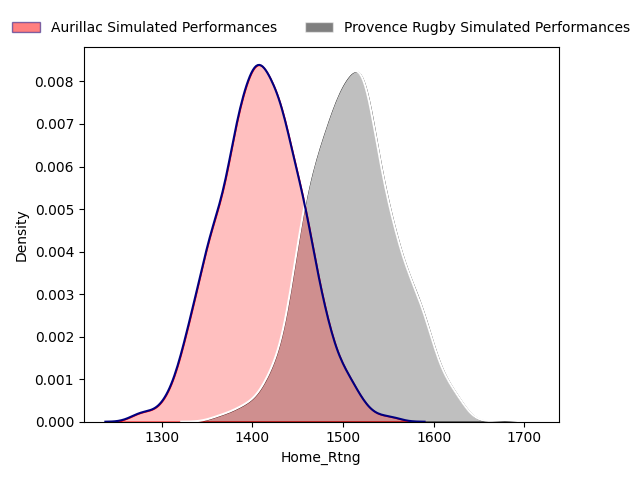 Aurillac Simulated Performances Provence Rugby Simulated Performances
0.008
0.007
0.006
0.005
0.004
0.003
0.002
0.001
0.000
Density
1300 1400 1500 1600 1700
Home_Rtng